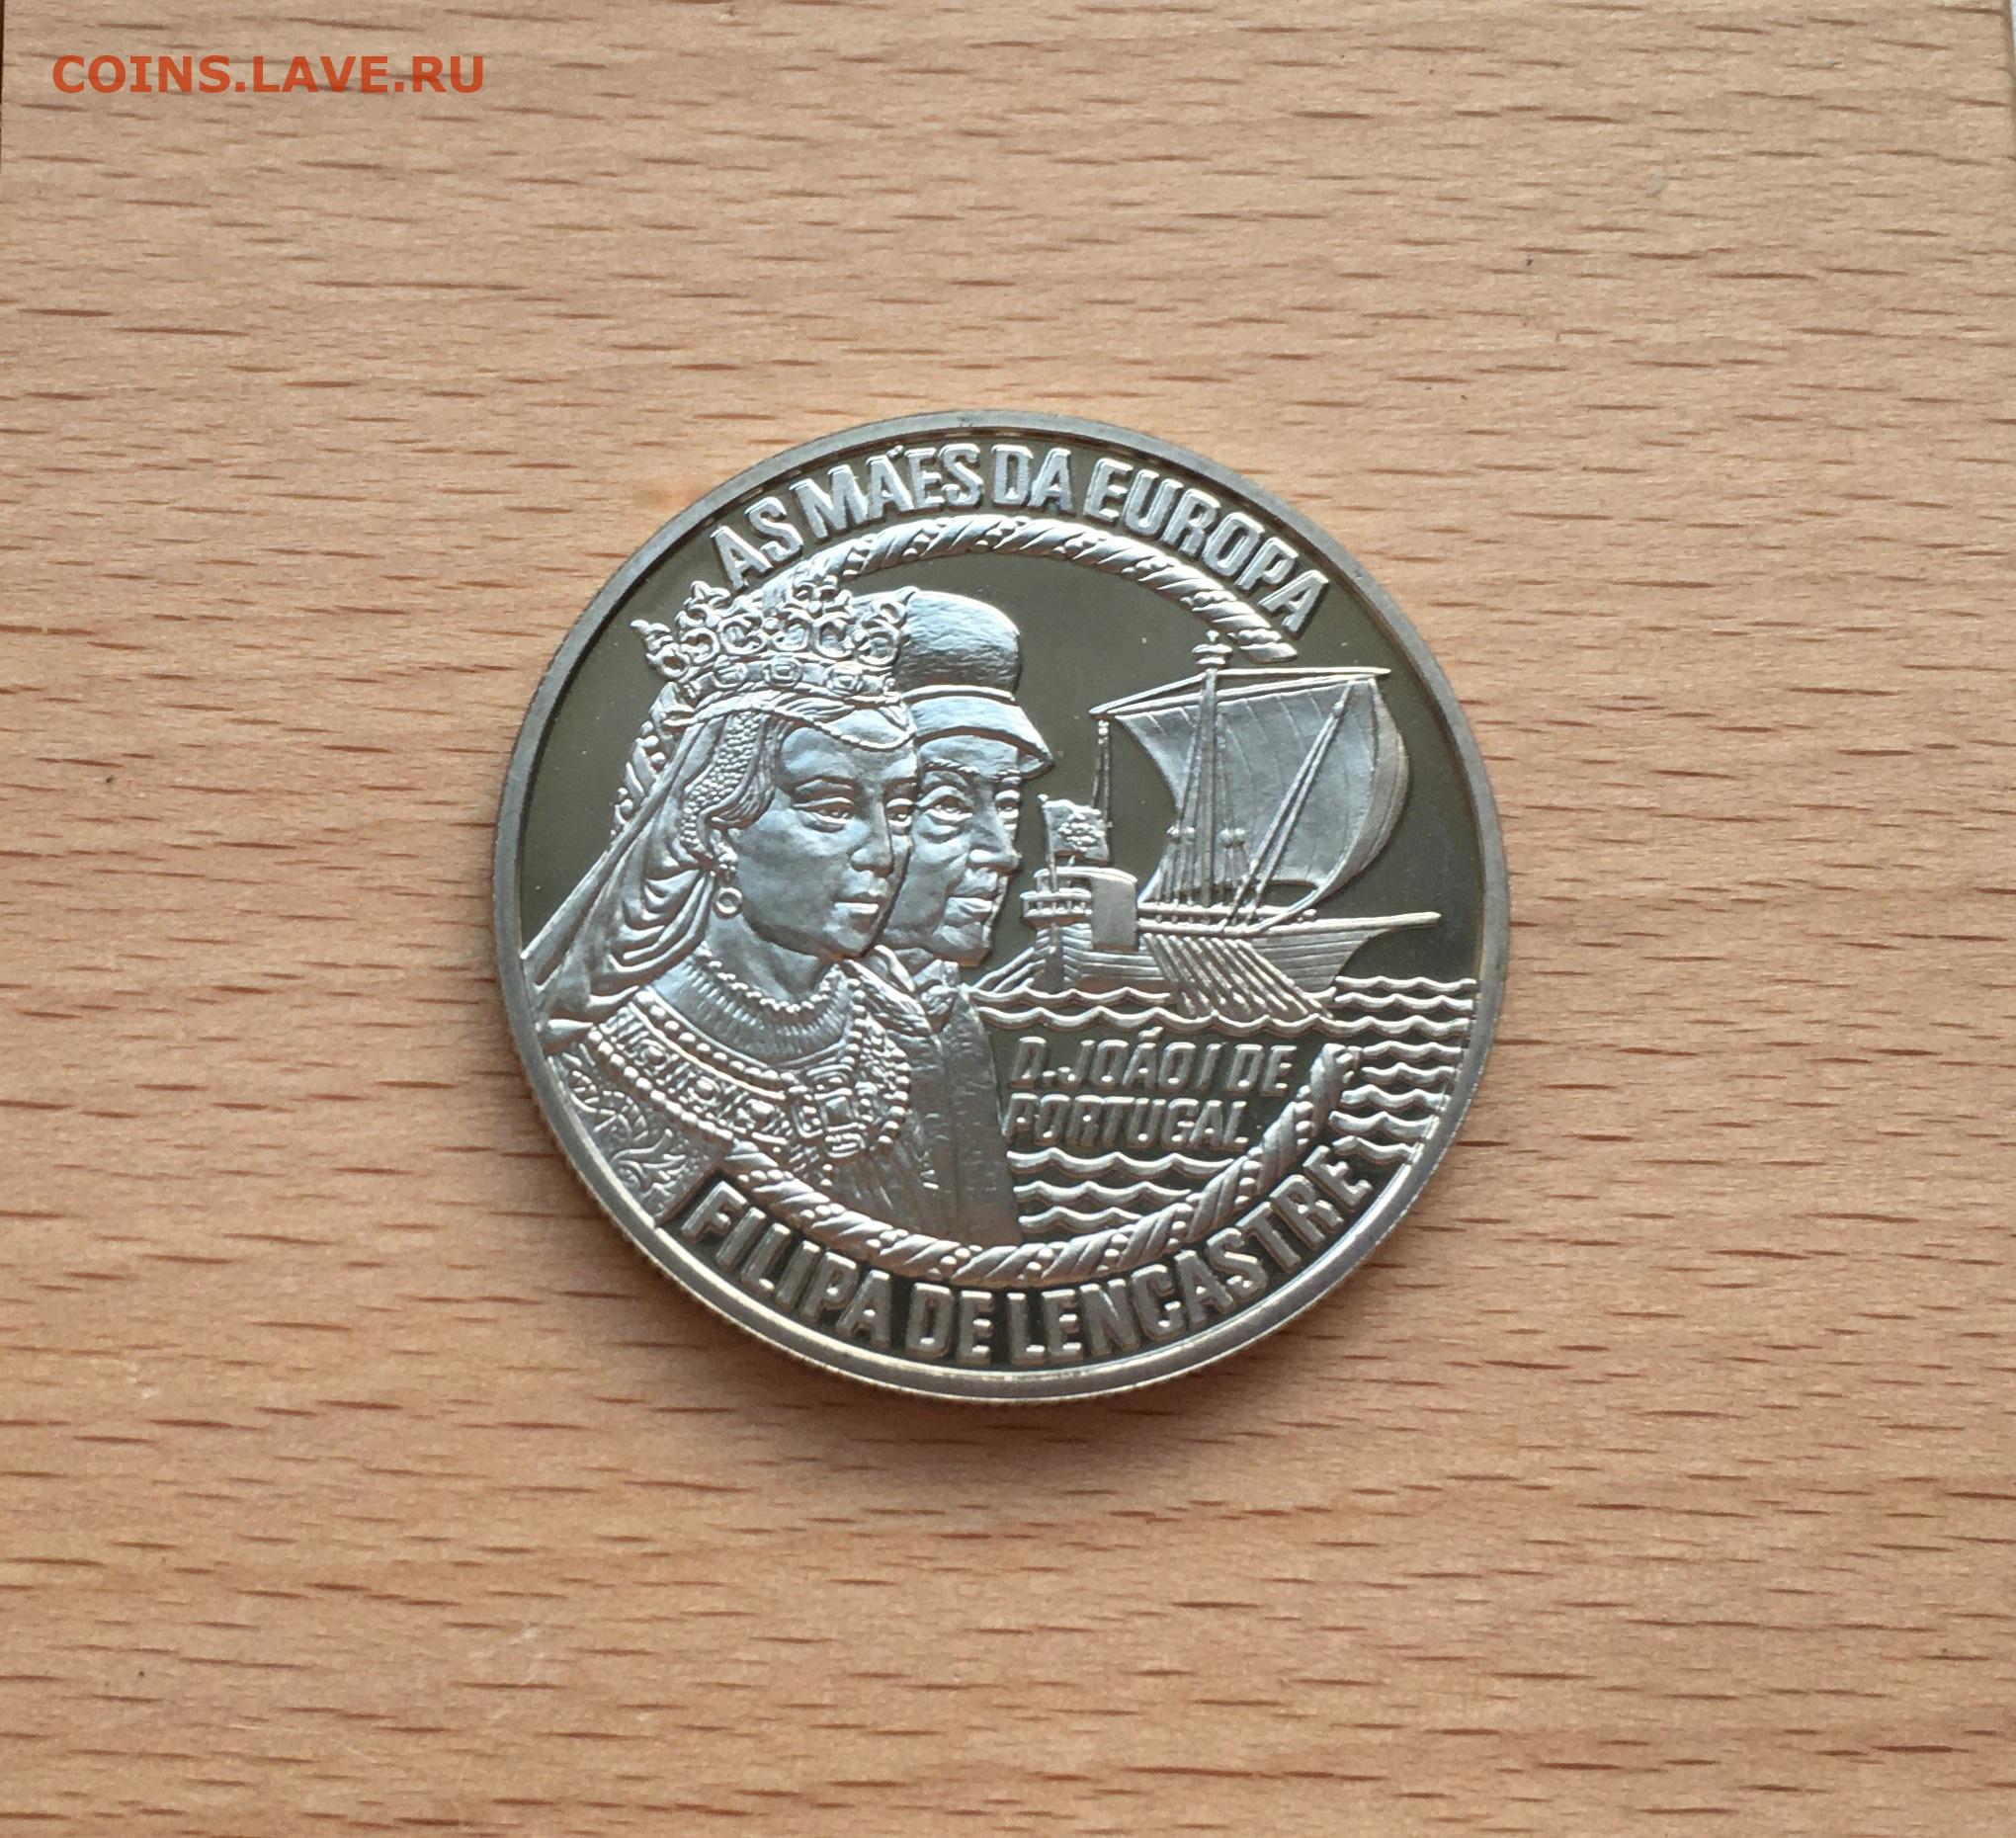 COINS.LAVE.RU
AS MÃES DA EUROPA
D. JOÃO I DE
PORTUGAL
FILIPA DE LENCASTRE